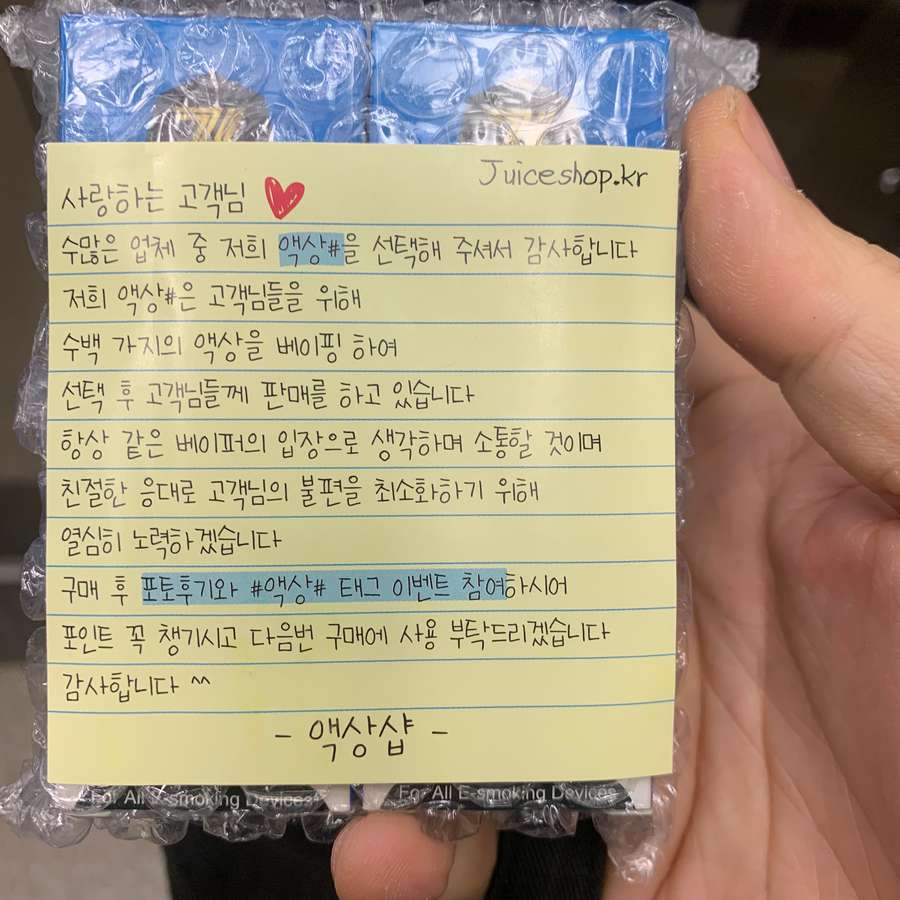 Juiceshop.kr
사랑하는 고객님
수많은 업체 중 저희 액상#을 선택해 주셔서 감사합니다
저희 액상#은 고객님들을 위해
수백 가지의 액상을 베이핑 하여
선택 후 고객님들께 판매를 하고 있습니다
항상 같은 베이퍼의 입장으로 생각하며 소통할 것이며
친절한 응대로 고객님의 불편을 최소화하기 위해
열심히 노력하겠습니다
구매 후 포토후기와 #액상# 태그 이벤트 참여하시어
포인트 꼭 챙기시고 다음번 구매에 사용 부탁드리겠습니다
감사합니다 ^^
- 액상샵 -
For All E-smoking Devices
For All E-smoking Devices